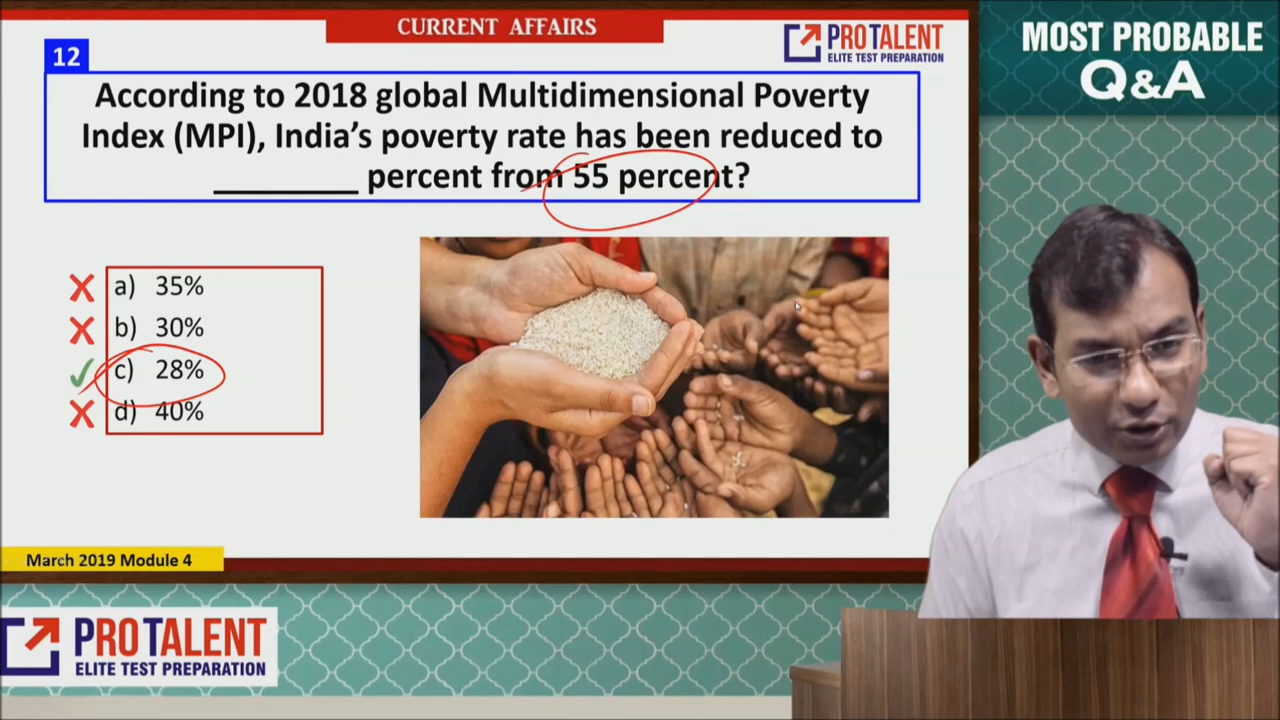 CURRENT AFFAIRS
PROTALENT
ELITE TEST PREPARATION
MOST PROBABLE
Q&A
12
According to 2018 global Multidimensional Poverty
Index (MPI), India's poverty rate has been reduced to
________ percent from 55 percent?
a) 35%
b) 30%
c) 28%
d) 40%
March 2019 Module 4
PROTALENT
ELITE TEST PREPARATION